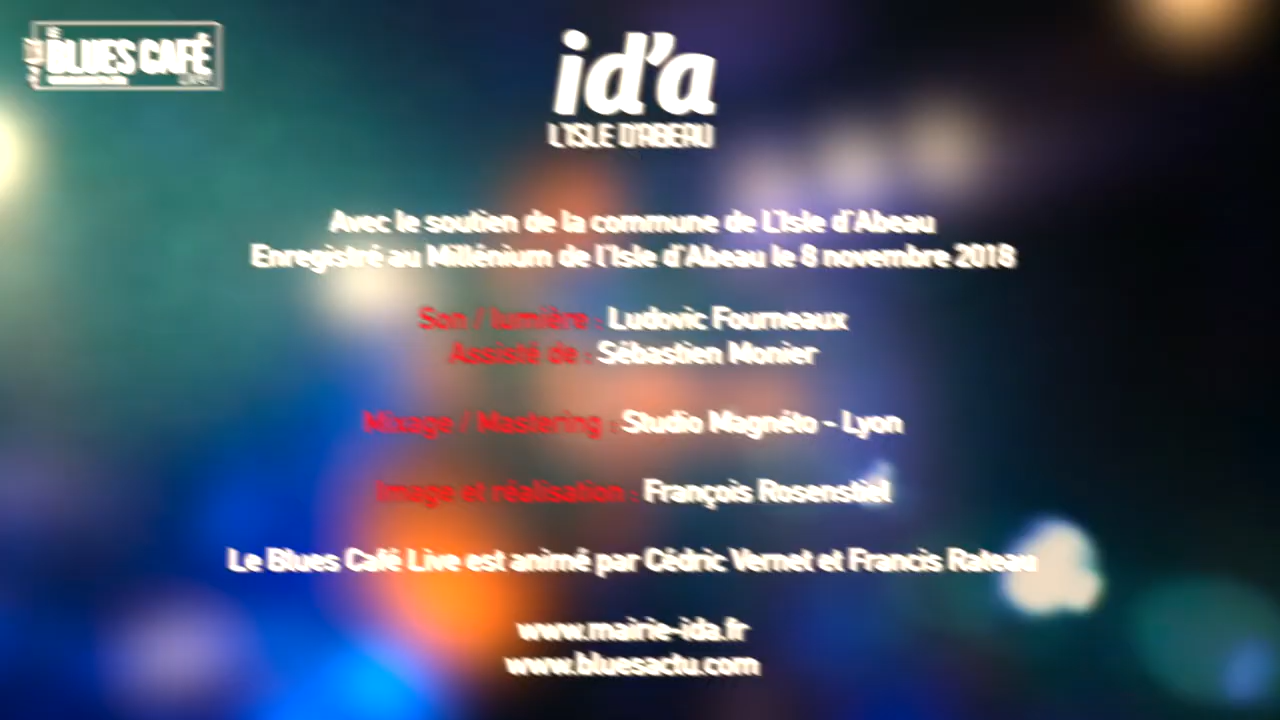 LE
BLUES CAFÉ
LIVE
id'a
L'ISLE D'ABEAU
Avec le soutien de la commune de L'Isle d'Abeau
Enregistré au Millénium de l'Isle d'Abeau le 8 novembre 2018
Son / lumière : Ludovic Fourneaux
Assisté de : Sébastien Monier
Mixage / Mastering : Studio Magnéto - Lyon
Image et réalisation : François Rosenstiel
Le Blues Café Live est animé par Cédric Vernet et Francis Rateau
www.mairie-ida.fr
www.bluesactu.com